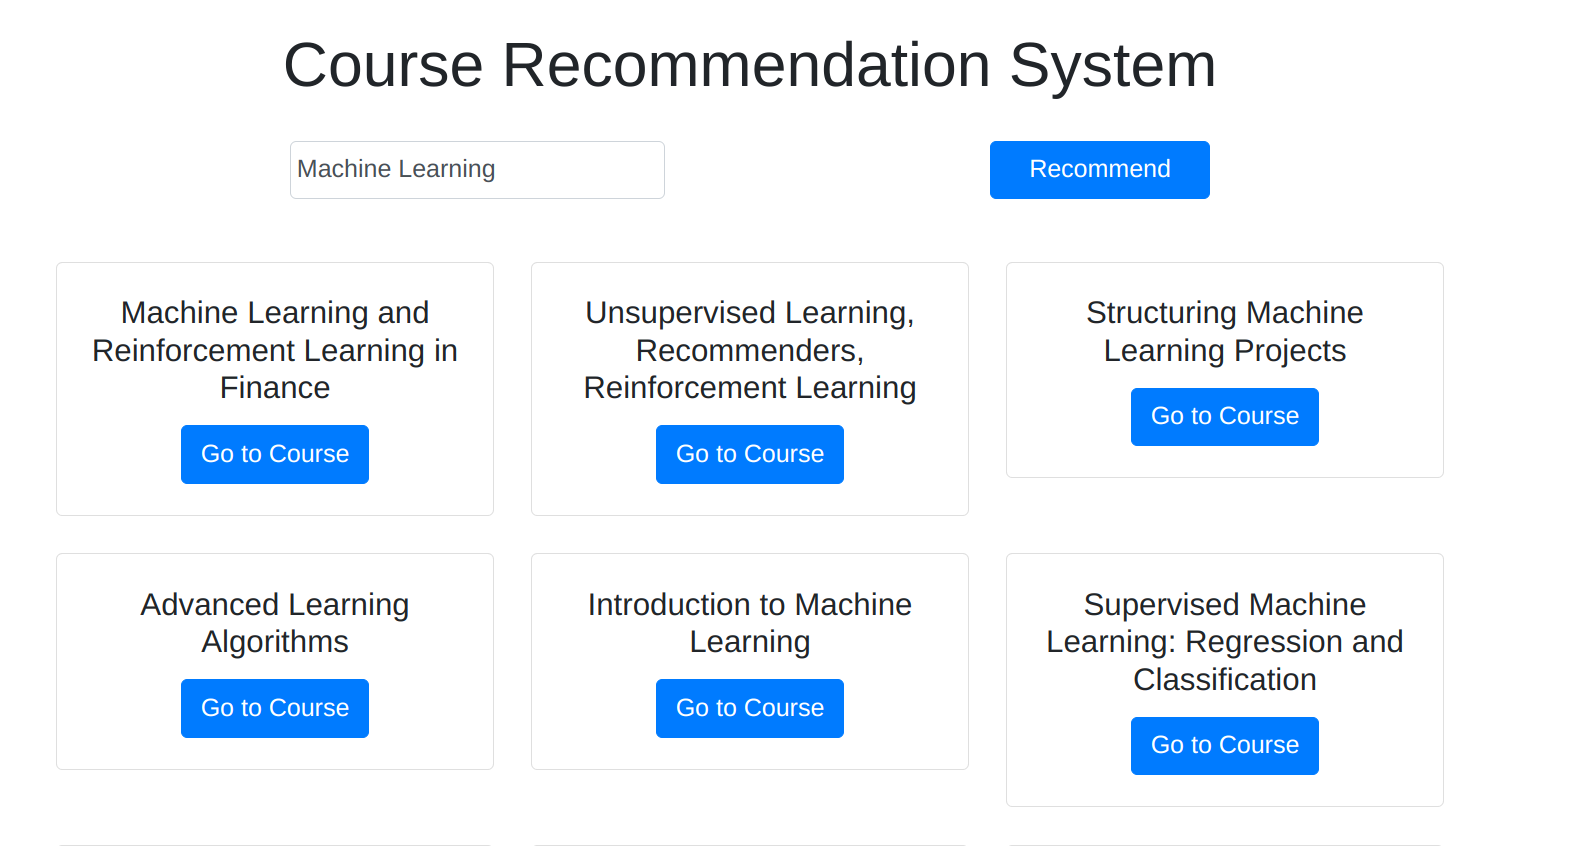 Course Recommendation System
Machine Learning
Recommend
Machine Learning and
Reinforcement Learning in
Finance
Go to Course
Unsupervised Learning,
Recommenders,
Reinforcement Learning
Go to Course
Structuring Machine
Learning Projects
Go to Course
Advanced Learning
Algorithms
Go to Course
Introduction to Machine
Learning
Go to Course
Supervised Machine
Learning: Regression and
Classification
Go to Course